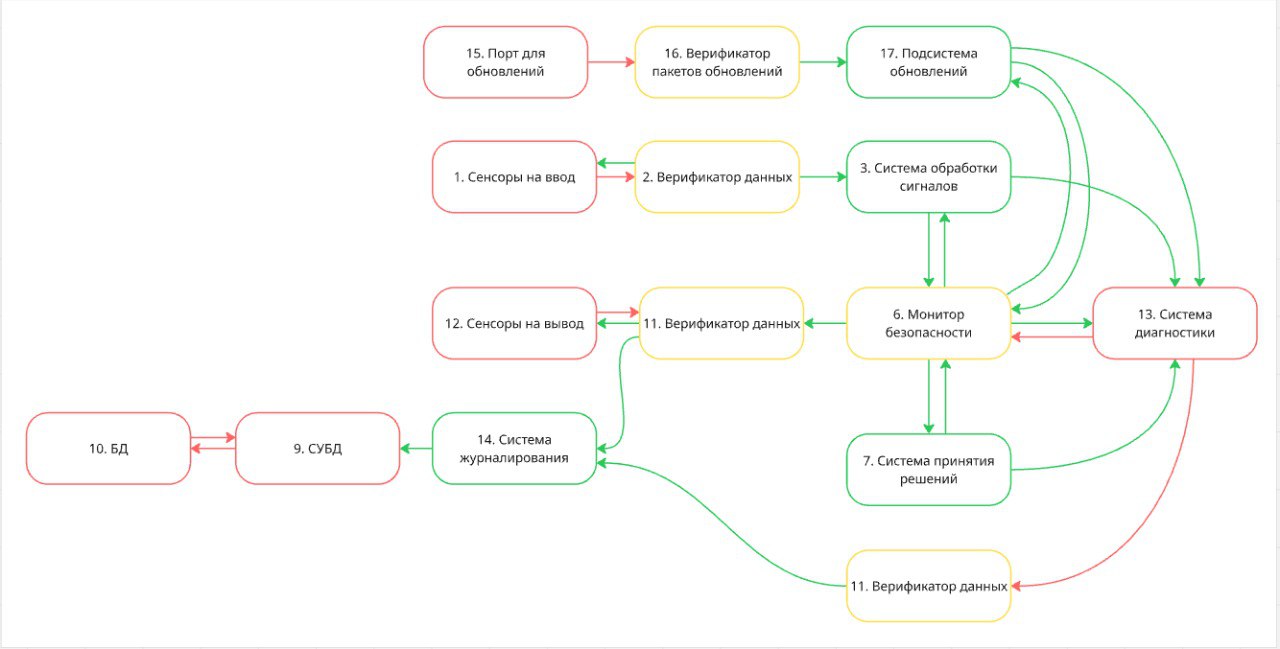 15. Порт для
обновлений
16. Верификатор
пакетов обновлений
17. Подсистема
обновлений
1. Сенсоры на ввод
2. Верификатор данных
3. Система обработки
сигналов
12. Сенсоры на вывод
11. Верификатор данных
6. Монитор
безопасности
13. Система
диагностики
10. БД
9. СУБД
14. Система
журналирования
7. Система принятия
решений
11. Верификатор данных